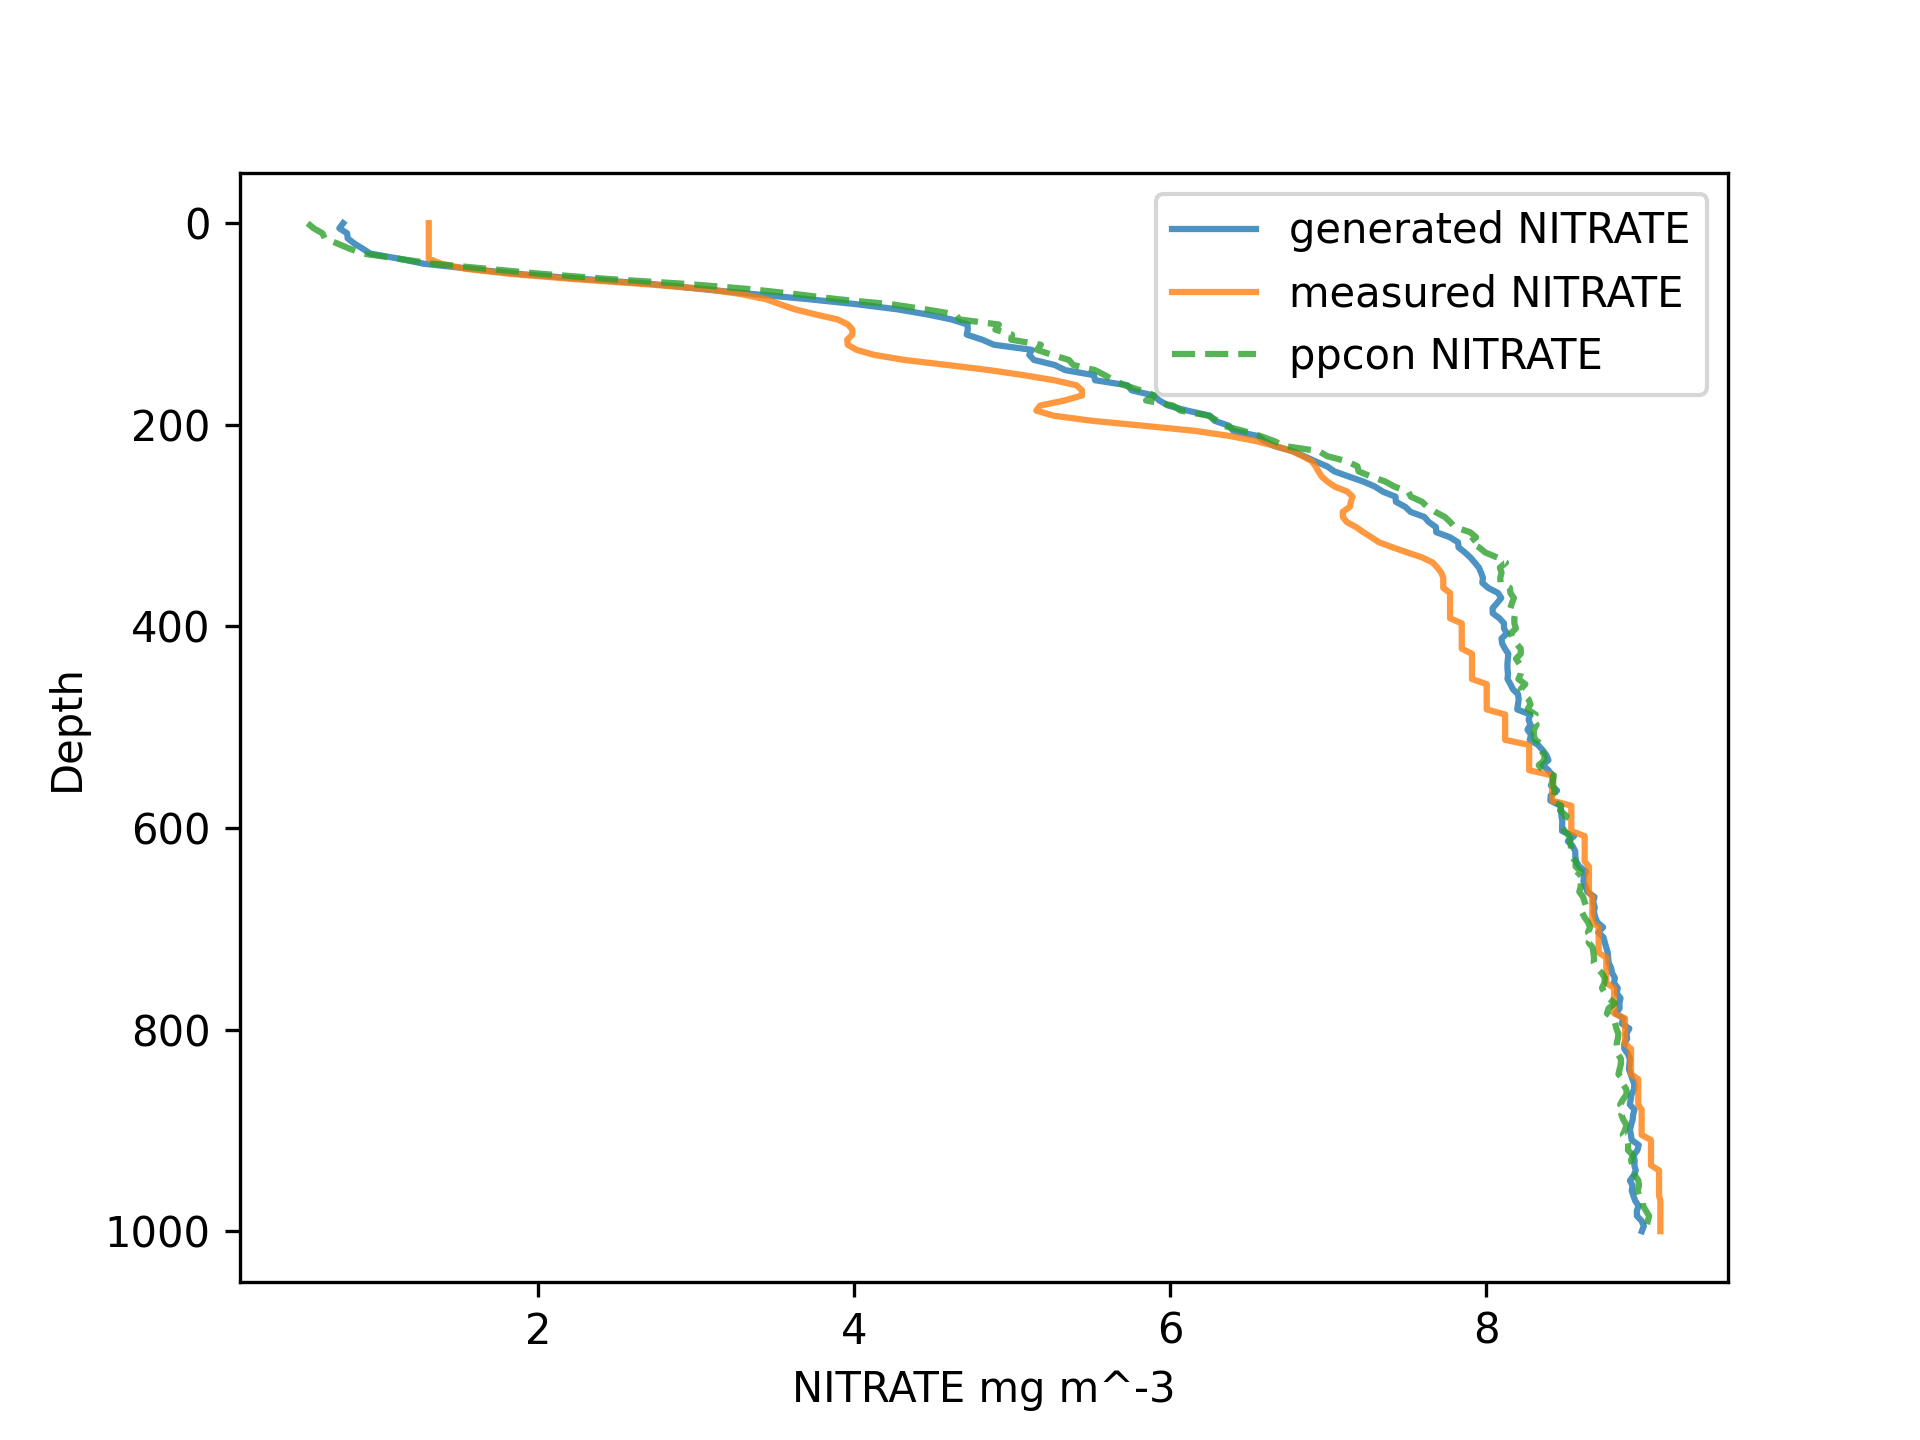 generated NITRATE
measured NITRATE
ppcon NITRATE
0
200
400
600
800
1000
Depth
2 4 6 8
NITRATE mg m^-3